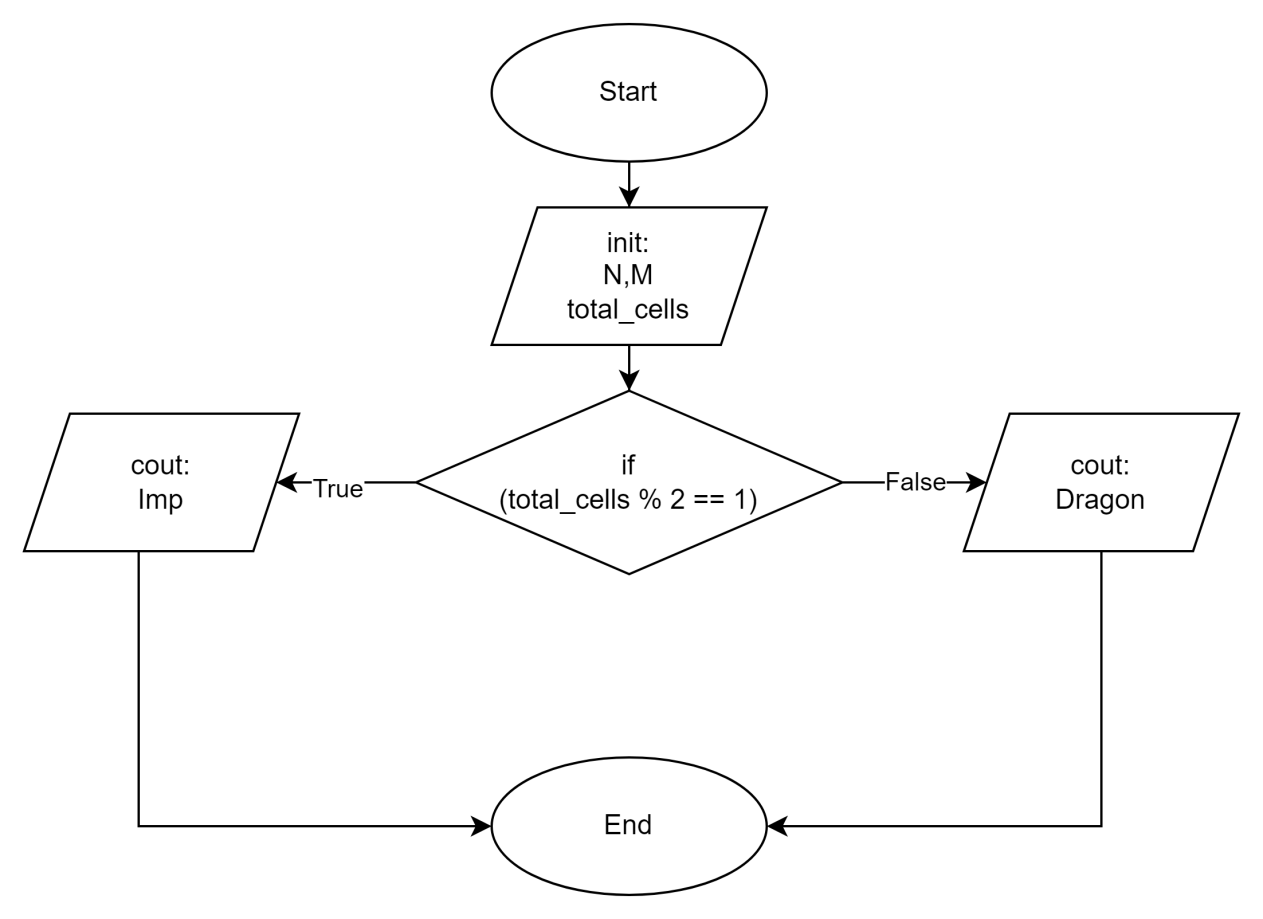 Start
init:
N,M
total_cells
if
(total_cells % 2 == 1)
True
False
cout:
Imp
cout:
Dragon
End